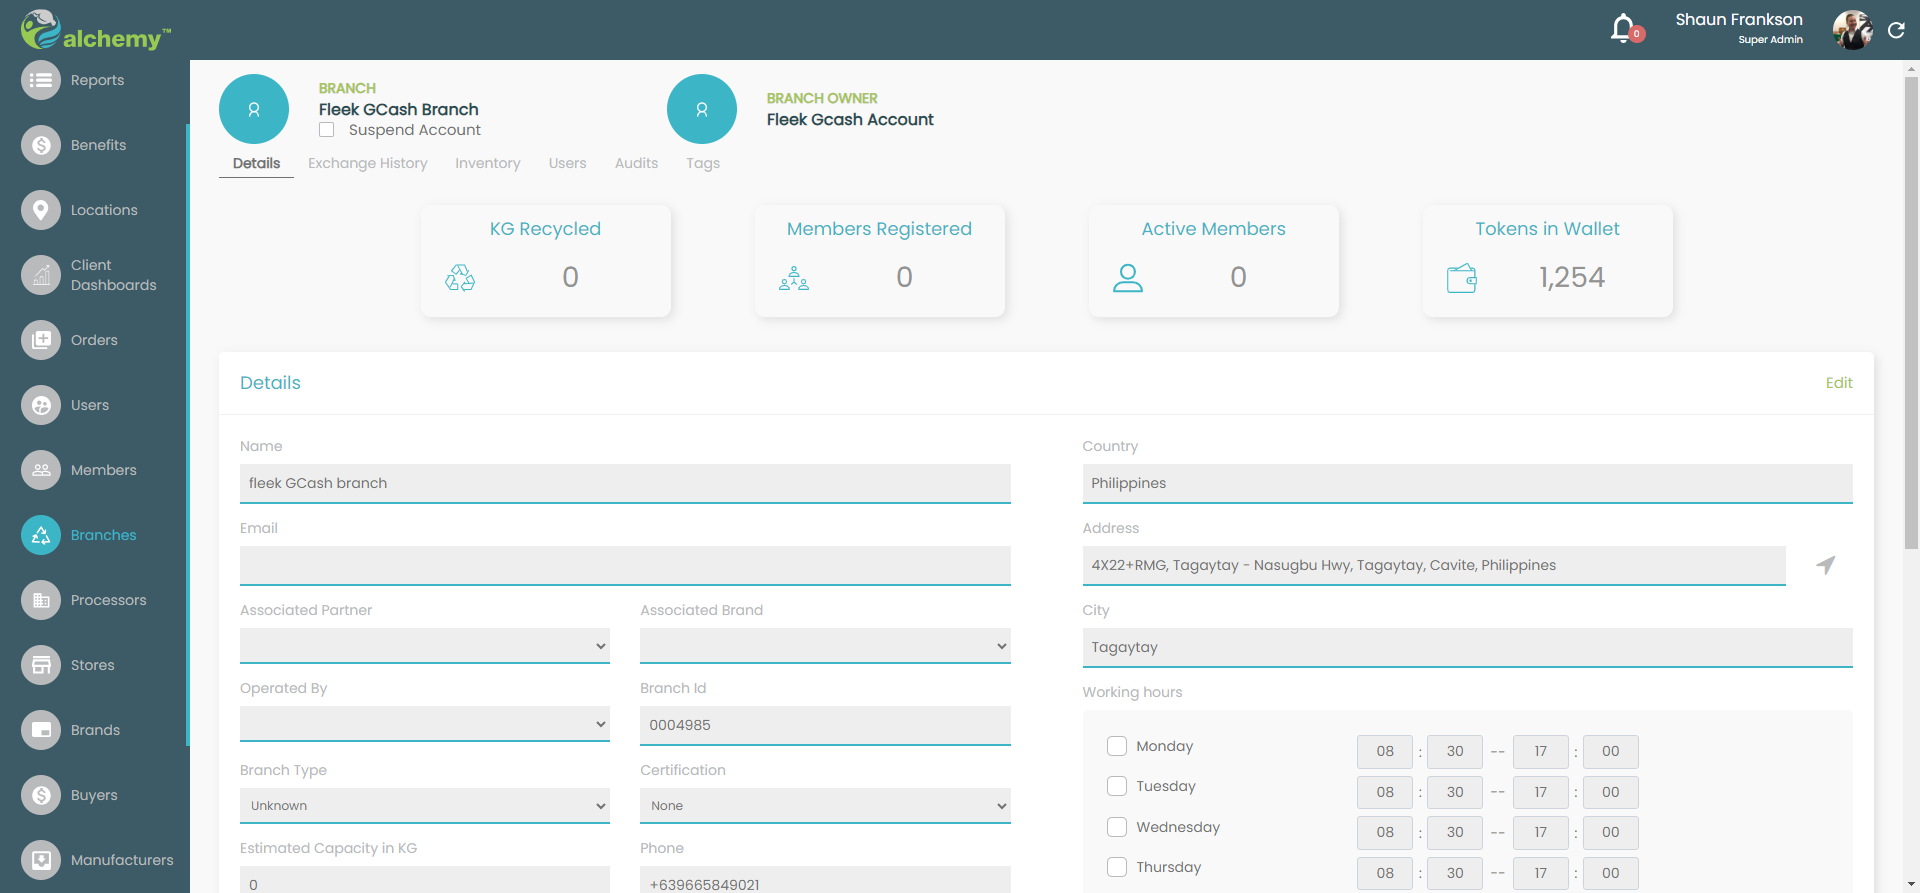 alchemy™
0
Shaun Frankson
Super Admin
Reports
Benefits
Locations
Client
Dashboards
Orders
Users
Members
Branches
Processors
Stores
Brands
Buyers
Manufacturers
BRANCH
Fleek GCash Branch
Suspend Account
BRANCH OWNER
Fleek Gcash Account
Details Exchange History Inventory Users Audits Tags
KG Recycled
0
Members Registered
0
Active Members
0
Tokens in Wallet
1,254
Details
Edit
Name
fleek GCash branch
Email
Associated Partner
Associated Brand
Operated By
Branch Id
0004985
Branch Type
Unknown
Certification
None
Estimated Capacity in KG
0
Phone
+639665849021
Country
Philippines
Address
4X22+RMG, Tagaytay - Nasugbu Hwy, Tagaytay, Cavite, Philippines
City
Tagaytay
Working hours
Monday 08 : 30 -- 17 : 00
Tuesday 08 : 30 -- 17 : 00
Wednesday 08 : 30 -- 17 : 00
Thursday 08 : 30 -- 17 : 00